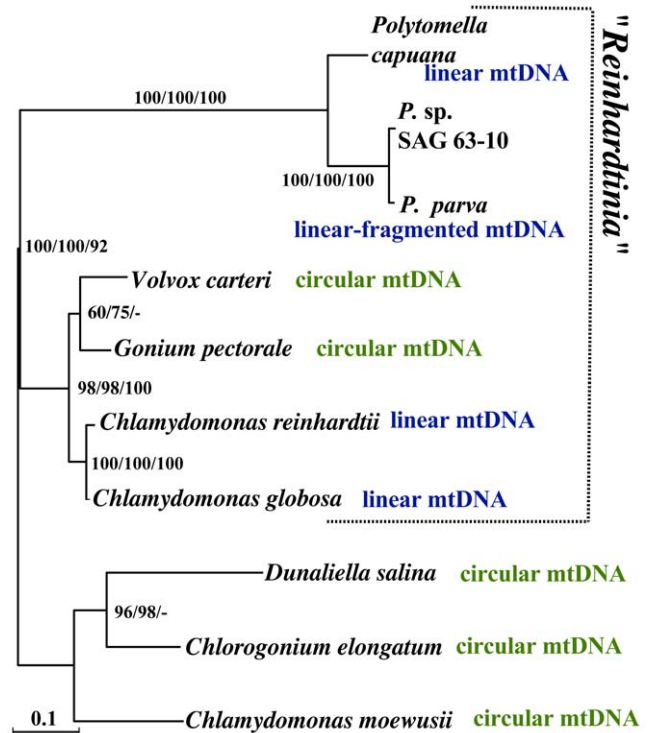 Polytomella
capuana
linear mtDNA
"Reinhardtinia"
100/100/100
P. sp.
SAG 63-10
100/100/100
P. parva
linear-fragmented mtDNA
100/100/92
Volvox carteri circular mtDNA
60/75/-
Gonium pectorale circular mtDNA
98/98/100
Chlamydomonas reinhardtii linear mtDNA
100/100/100
Chlamydomonas globosa linear mtDNA
Dunaliella salina circular mtDNA
96/98/-
Chlorogonium elongatum circular mtDNA
0.1
Chlamydomonas moewusii circular mtDNA